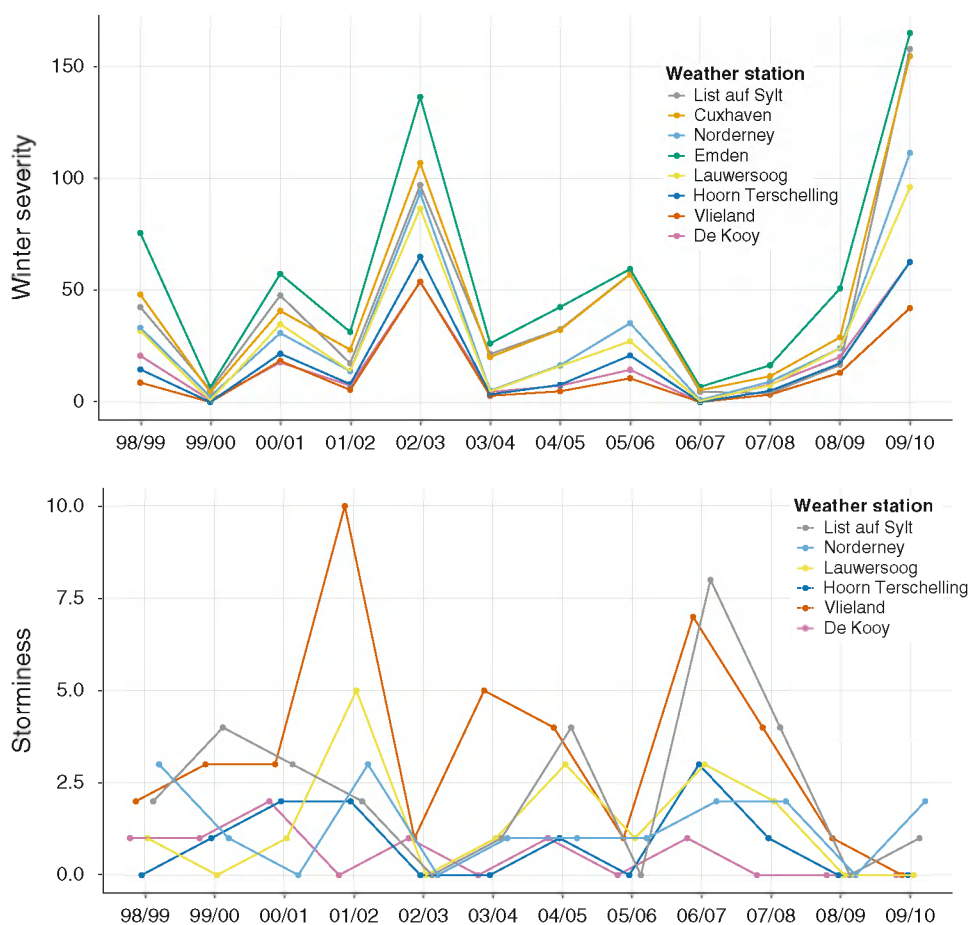 Winter severity
150
100
50
0
Weather station
List auf Sylt
Cuxhaven
Norderney
Emden
Lauwersoog
Hoorn Terschelling
Vlieland
De Kooy
98/99 99/00 00/01 01/02 02/03 03/04 04/05 05/06 06/07 07/08 08/09 09/10
Storminess
10.0
7.5
5.0
2.5
0.0
Weather station
List auf Sylt
Norderney
Lauwersoog
Hoorn Terschelling
Vlieland
De Kooy
98/99 99/00 00/01 01/02 02/03 03/04 04/05 05/06 06/07 07/08 08/09 09/10